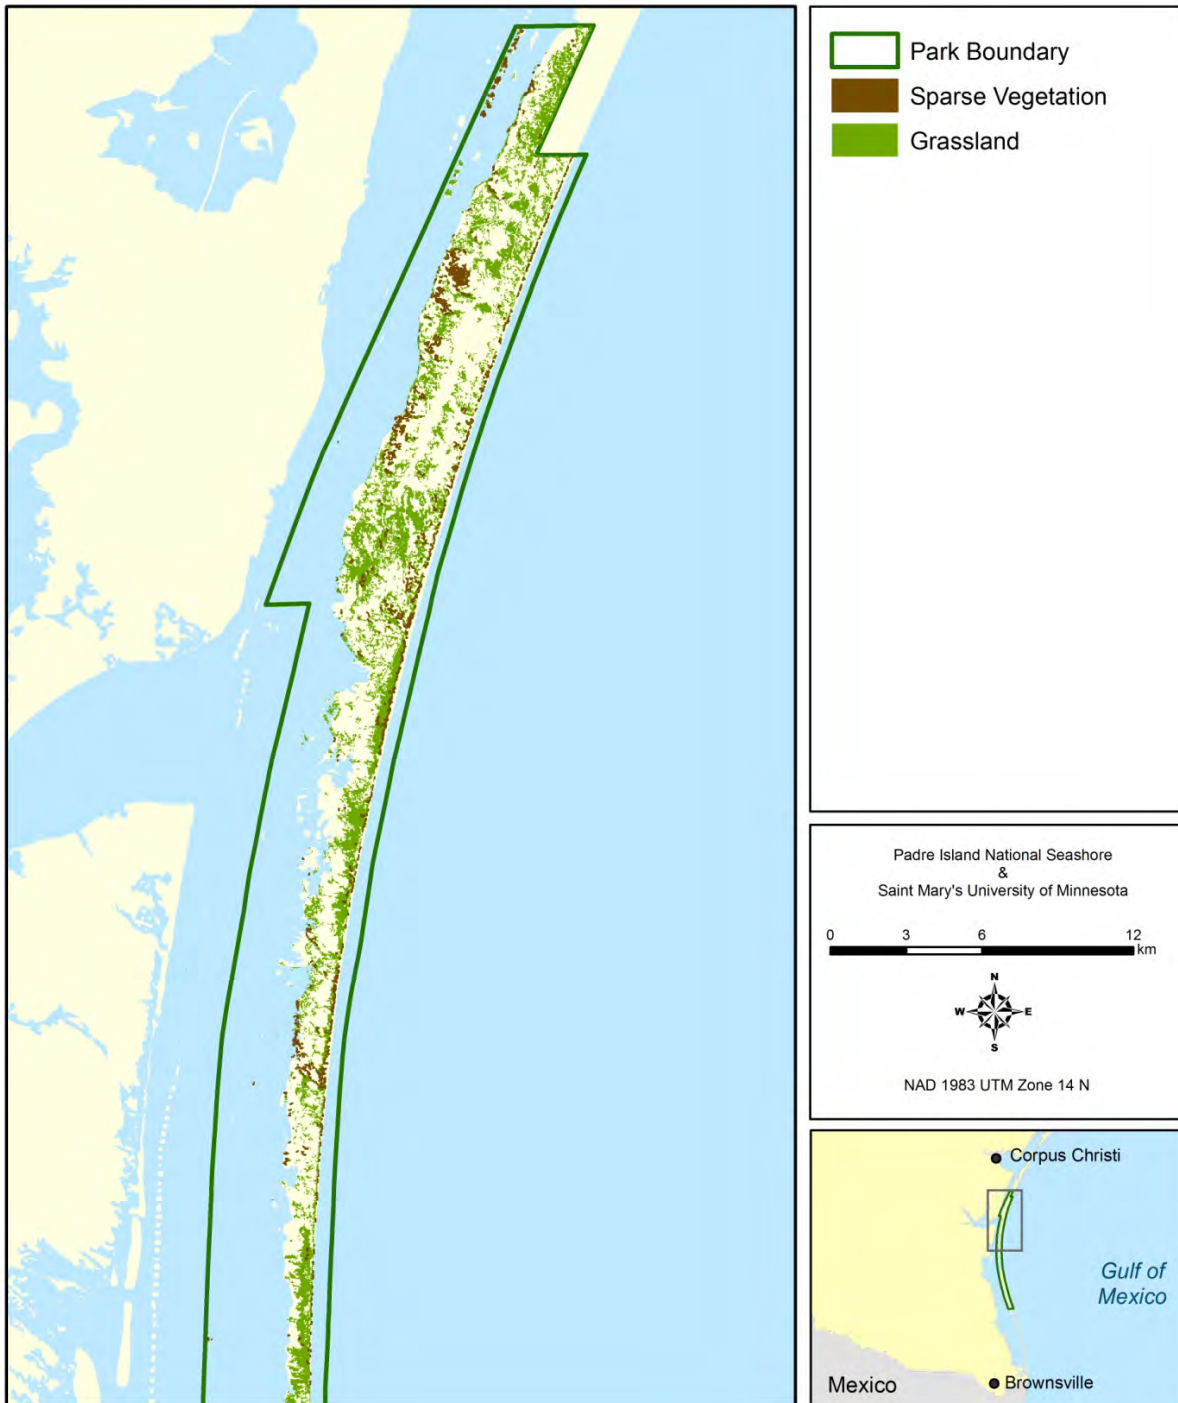 Park Boundary
Sparse Vegetation
Grassland
Padre Island National Seashore
&
Saint Mary's University of Minnesota
0 3 6 12
km
N
W E
S
NAD 1983 UTM Zone 14 N
Corpus Christi
Gulf of
Mexico
Mexico
Brownsville